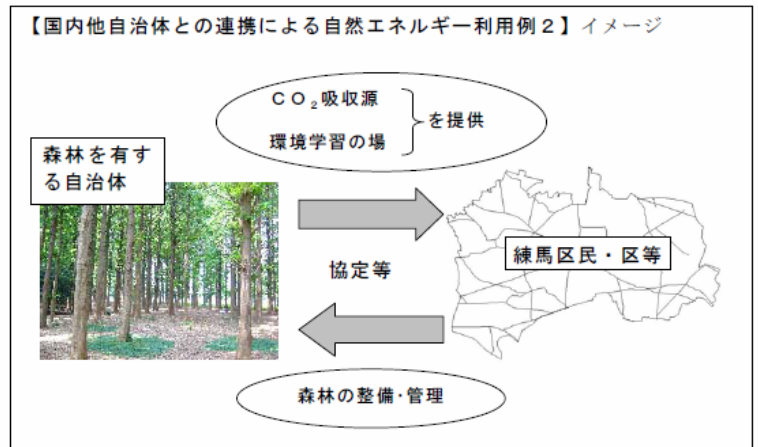 【国内他自治体との連携による自然エネルギー利用例２】イメージ
ＣＯ₂吸収源
環境学習の場
を提供
森林を有す
る自治体
協定等
練馬区民・区等
森林の整備・管理